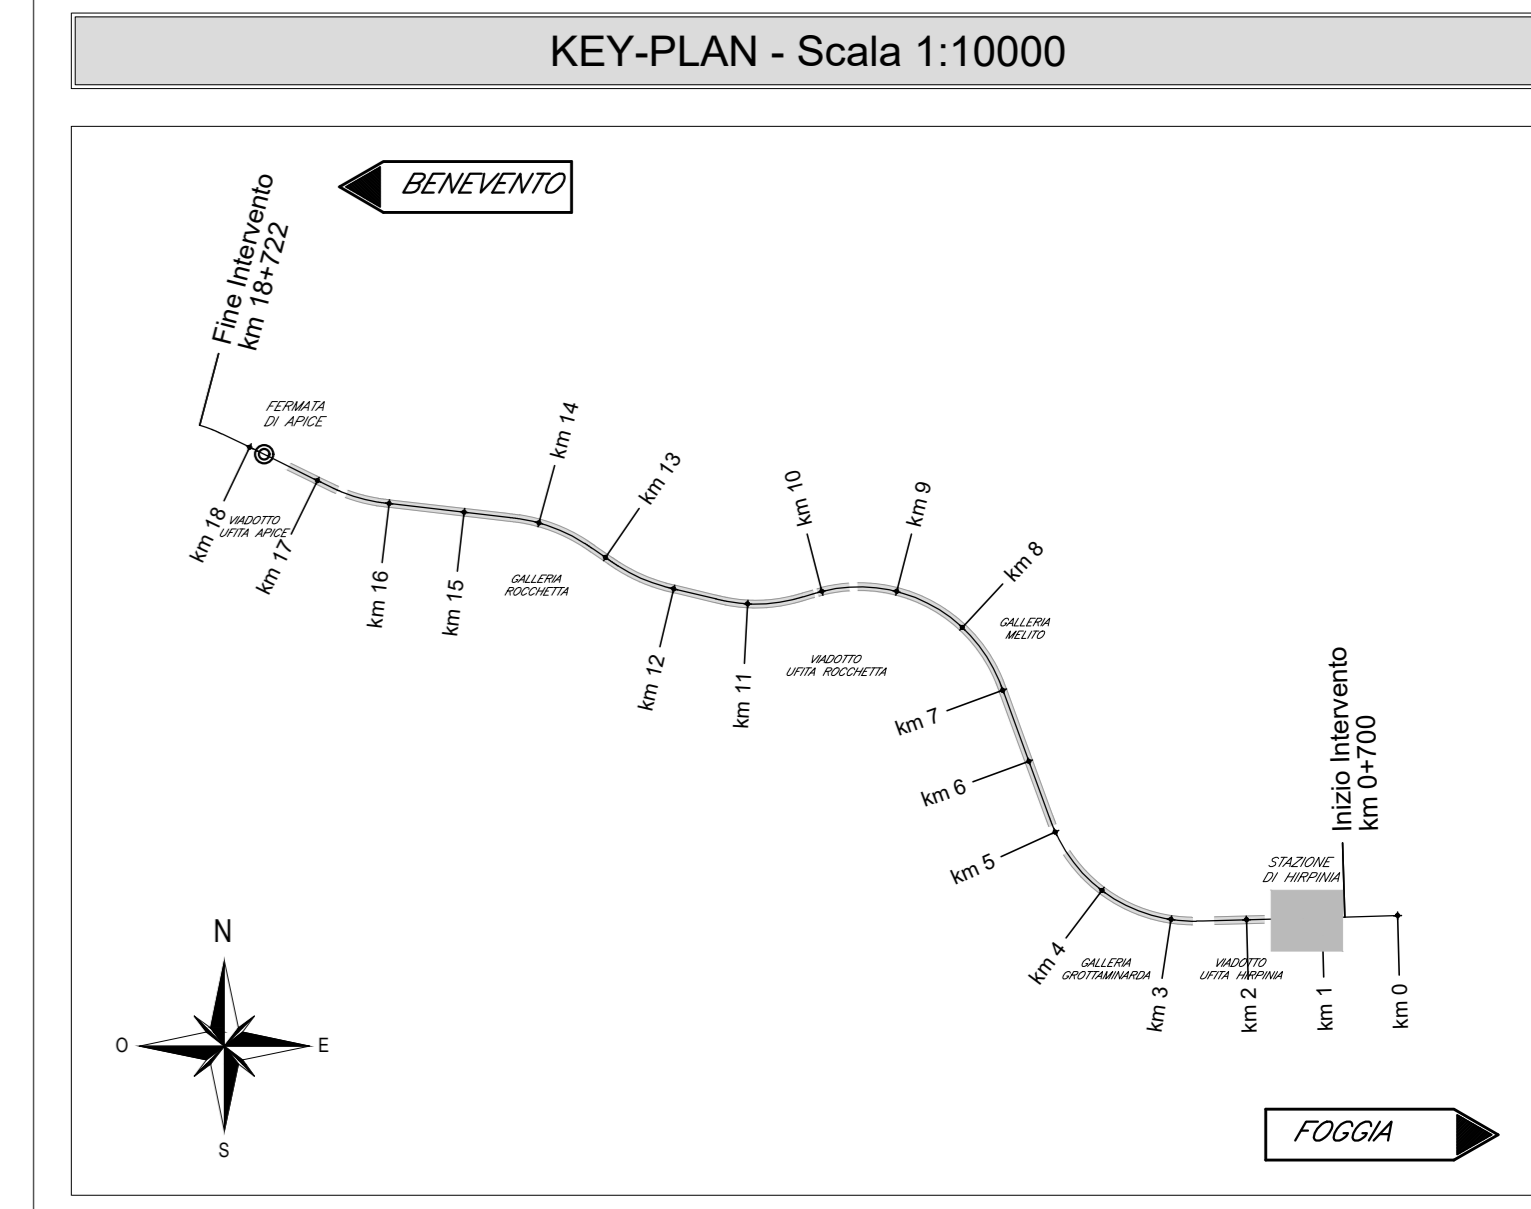 KEY-PLAN - Scala 1:10000
BENEVENTO
Fine Intervento
km 18+722
FERMATA
DI APICE
km 18
VIADOTTO
UFITA APICE
km 17
km 16
km 15
km 14
GALLERIA
ROCCHETTA
km 13
km 12
km 11
km 10
VIADOTTO
UFITA ROCCHETTA
km 9
km 8
GALLERIA
MELITO
km 7
km 6
km 5
Inizio Intervento
km 0+700
STAZIONE
DI HIRPINIA
km 4
GALLERIA
GROTTAMINARDA
km 3
VIADOTTO
UFITA HIRPINIA
km 2
km 1
km 0
N
O
E
S
FOGGIA